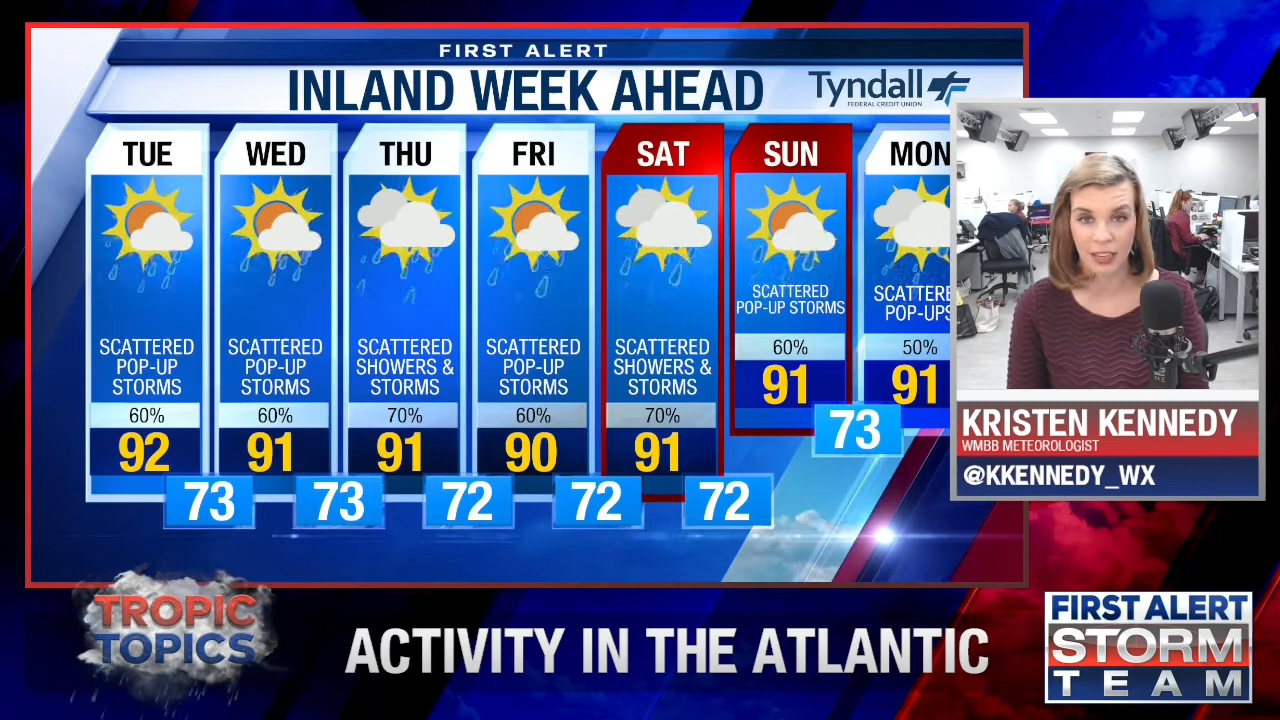 FIRST ALERT
INLAND WEEK AHEAD
Tyndall
FEDERAL CREDIT UNION
TUE
WED
THU
FRI
SAT
SUN
MON
SCATTERED
POP-UP
STORMS
60%
92
73
SCATTERED
POP-UP
STORMS
60%
91
73
SCATTERED
SHOWERS &
STORMS
70%
91
72
SCATTERED
POP-UP
STORMS
60%
90
72
SCATTERED
SHOWERS &
STORMS
70%
91
72
SCATTERED
POP-UP STORMS
60%
91
73
SCATTERE
POP-UPS
50%
91
KRISTEN KENNEDY
WMBB METEOROLOGIST
@KKENNEDY_WX
TROPIC
TOPICS
ACTIVITY IN THE ATLANTIC
FIRST ALERT
STORM
TEAM